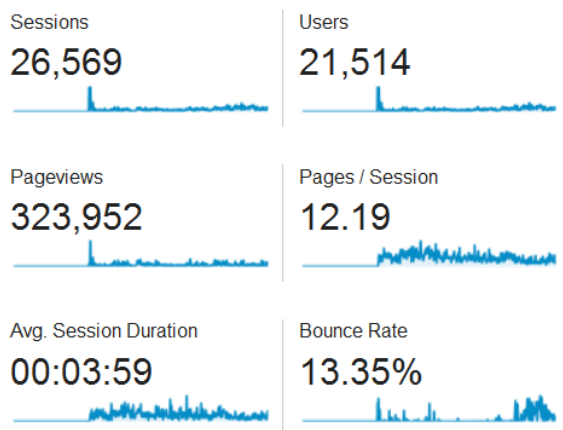 Sessions
26,569
Users
21,514
Pageviews
323,952
Pages / Session
12.19
Avg. Session Duration
00:03:59
Bounce Rate
13.35%